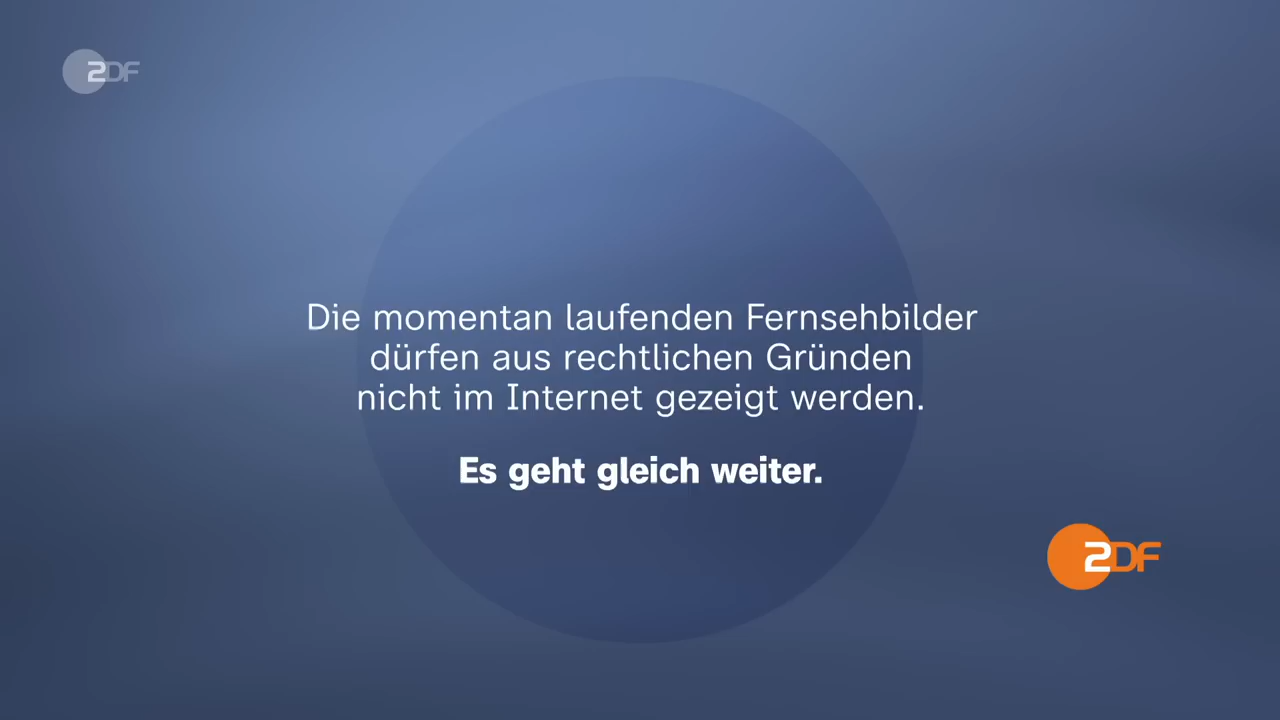 ZDF
Die momentan laufenden Fernsehbilder
dürfen aus rechtlichen Gründen
nicht im Internet gezeigt werden.
Es geht gleich weiter.
ZDF